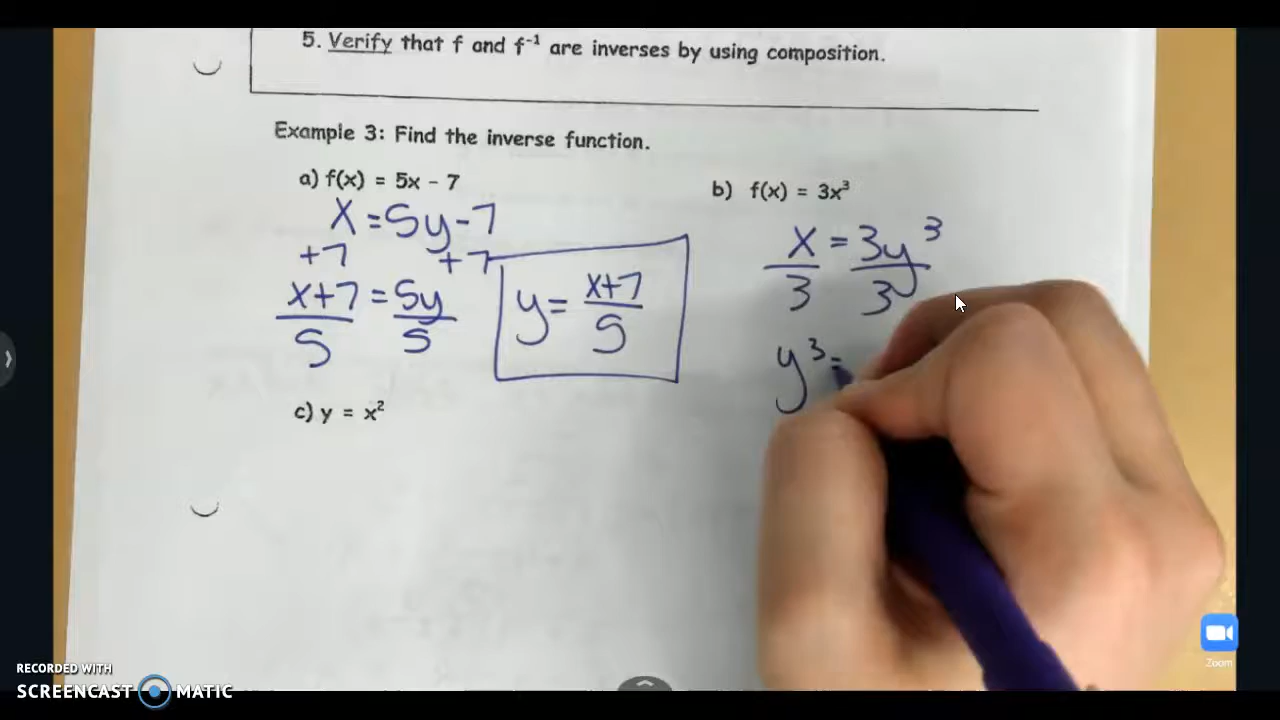 5. Verify that f and f⁻¹ are inverses by using composition.
Example 3: Find the inverse function.
a) f(x) = 5x - 7
x = 5y - 7
+7 +7
x+7 = 5y
5 5
y = x+7
5
b) f(x) = 3x³
x = 3y³
3 3
y³ =
c) y = x²
Zoom
RECORDED WITH
SCREENCAST MATIC